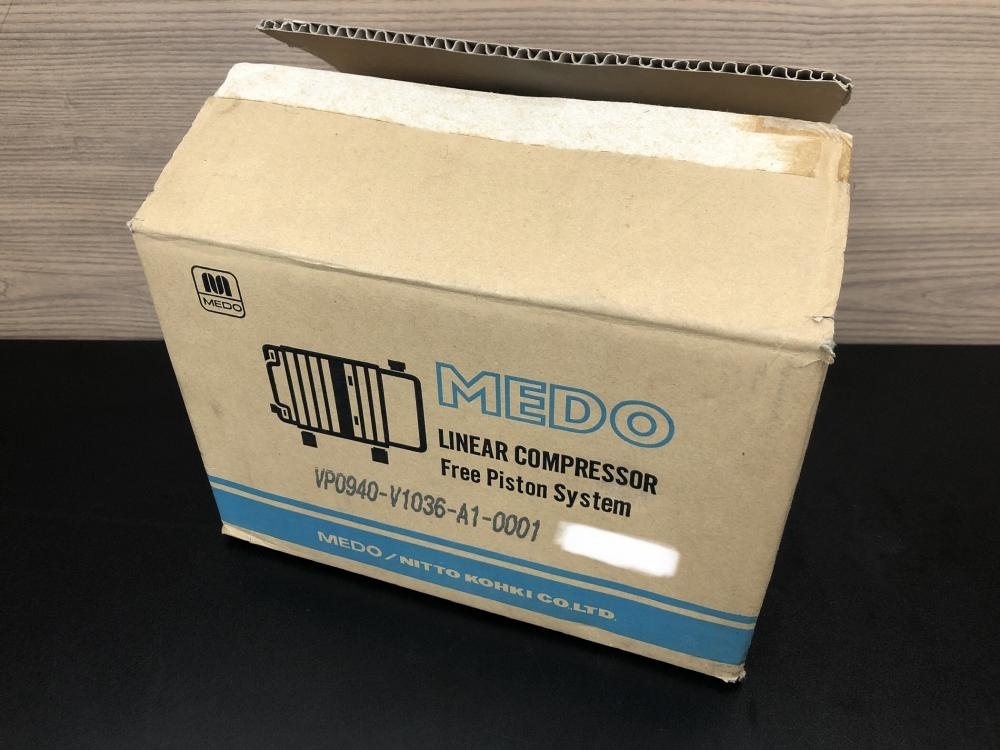 MEDO
MEDO
LINEAR COMPRESSOR
Free Piston System
VP0940-V1036-A1-0001
MEDO/NITTO KOHKI CO.,LTD.